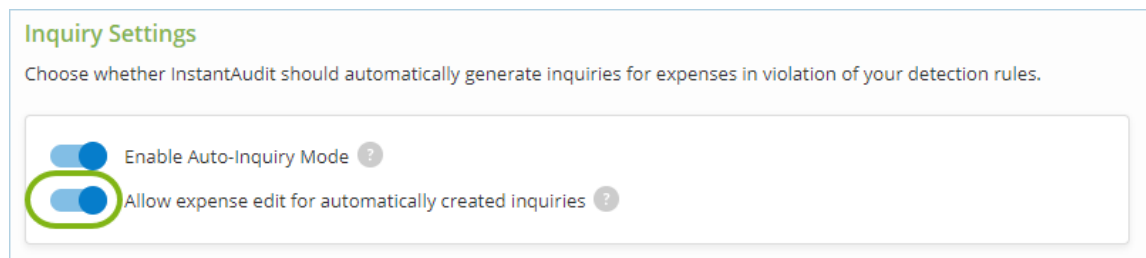 Inquiry Settings
Choose whether InstantAudit should automatically generate inquiries for expenses in violation of your detection rules.
Enable Auto-Inquiry Mode ?
Allow expense edit for automatically created inquiries ?